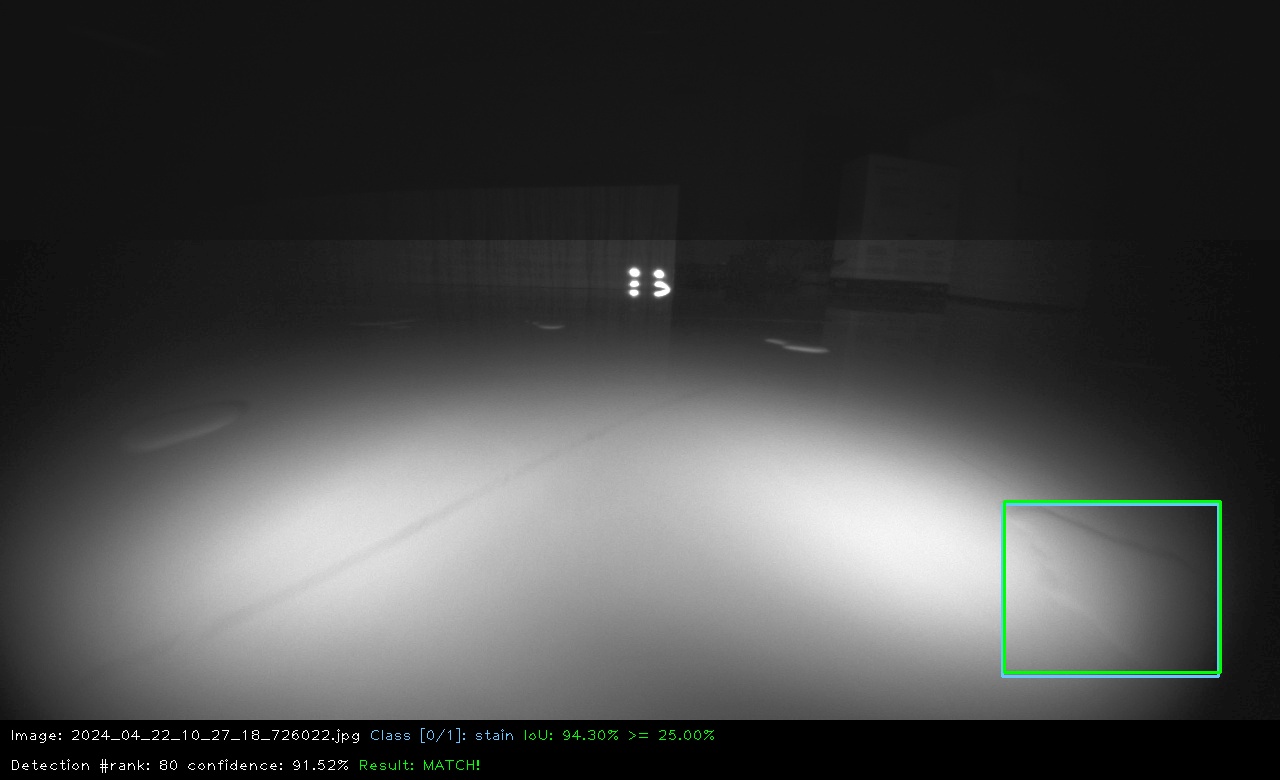 Image: 2024_04_22_10_27_18_726022.jpg Class [0/1]: stain IoU: 94.30% >= 25.00%
Detection #rank: 80 confidence: 91.52% Result: MATCH!